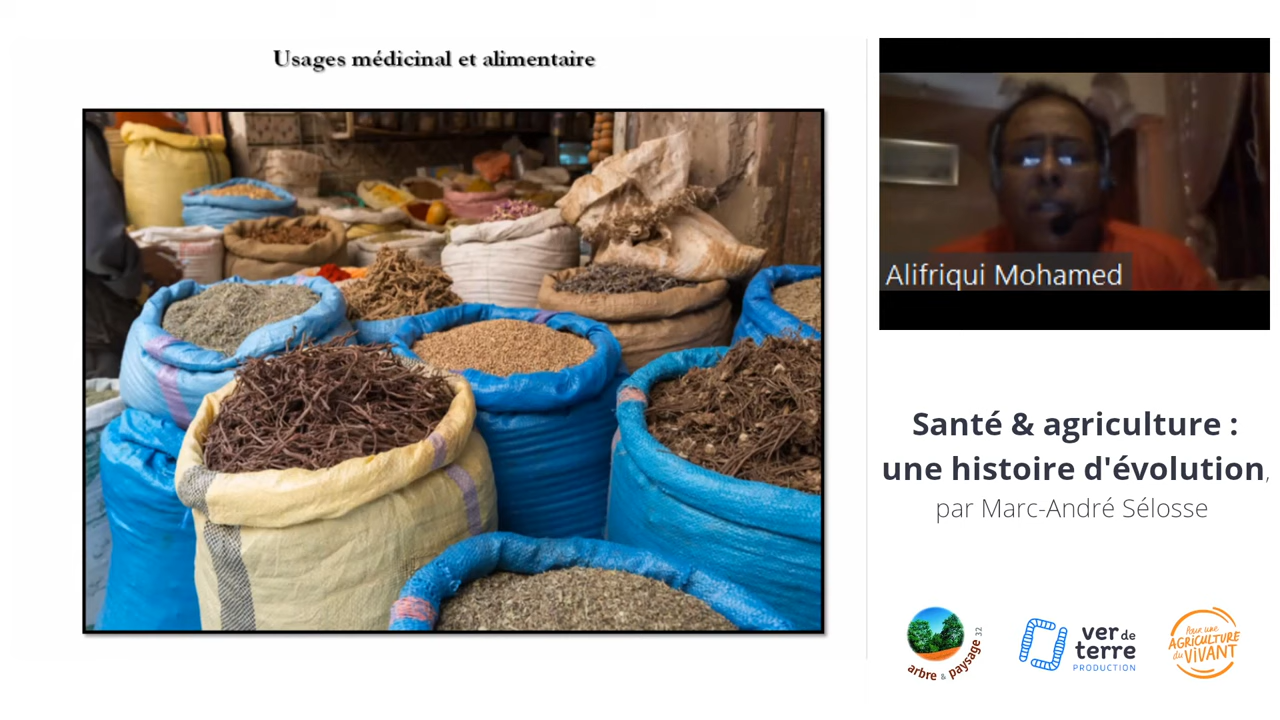 Usages médicinal et alimentaire
Alifriqui Mohamed
Santé & agriculture :
une histoire d'évolution,
par Marc-André Sélosse
arbre & paysage 32
ver de
terre
PRODUCTION
Pour une
AGRICULTURE
du VIVANT